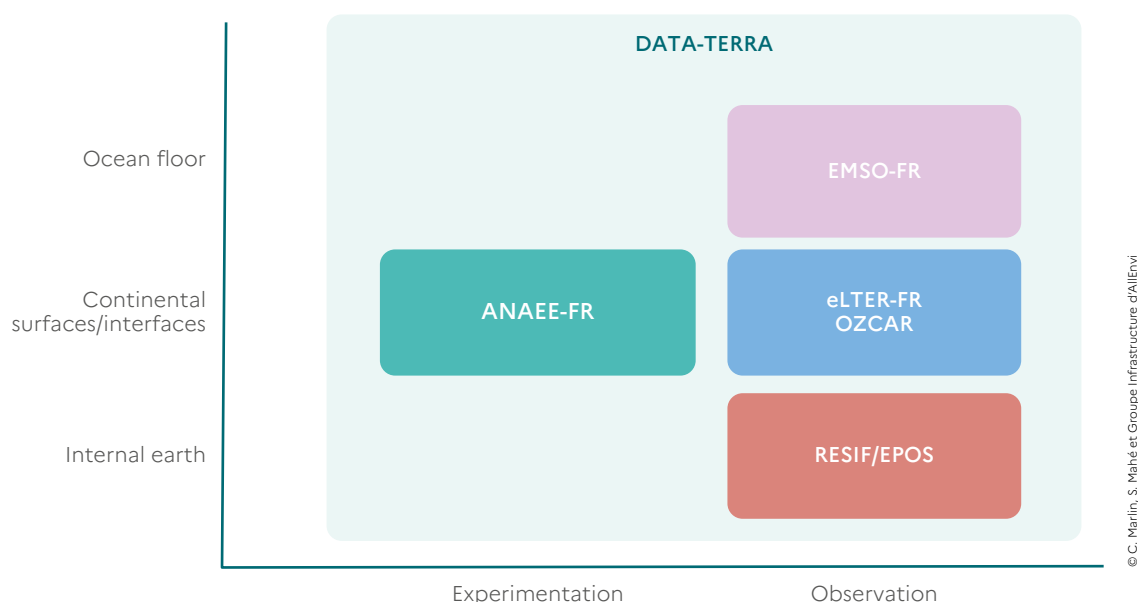 DATA-TERRA
Ocean floor
EMSO-FR
Continental
surfaces/interfaces
ANAEE-FR
eLTER-FR
OZCAR
Internal earth
RESIF/EPOS
Experimentation
Observation
© C. Marlin, S. Mahé et Groupe Infrastructure d'AllEnvi